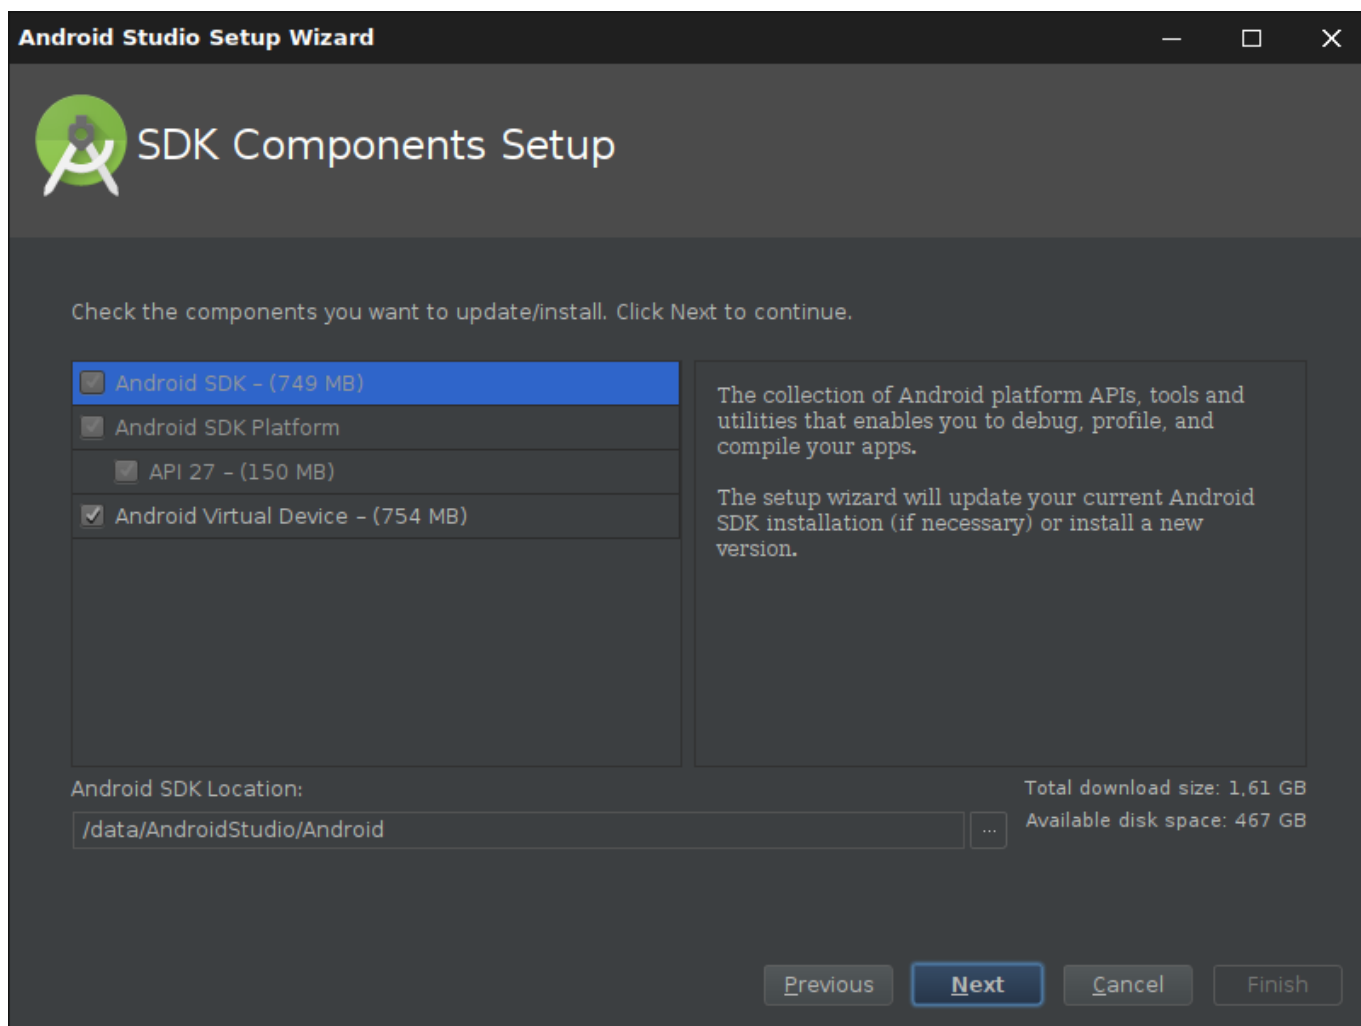 Android Studio Setup Wizard
SDK Components Setup
Check the components you want to update/install. Click Next to continue.
Android SDK – (749 MB)
Android SDK Platform
API 27 – (150 MB)
Android Virtual Device – (754 MB)
The collection of Android platform APIs, tools and
utilities that enables you to debug, profile, and
compile your apps.
The setup wizard will update your current Android
SDK installation (if necessary) or install a new
version.
Android SDK Location:
/data/AndroidStudio/Android
...
Total download size: 1,61 GB
Available disk space: 467 GB
Previous
Next
Cancel
Finish